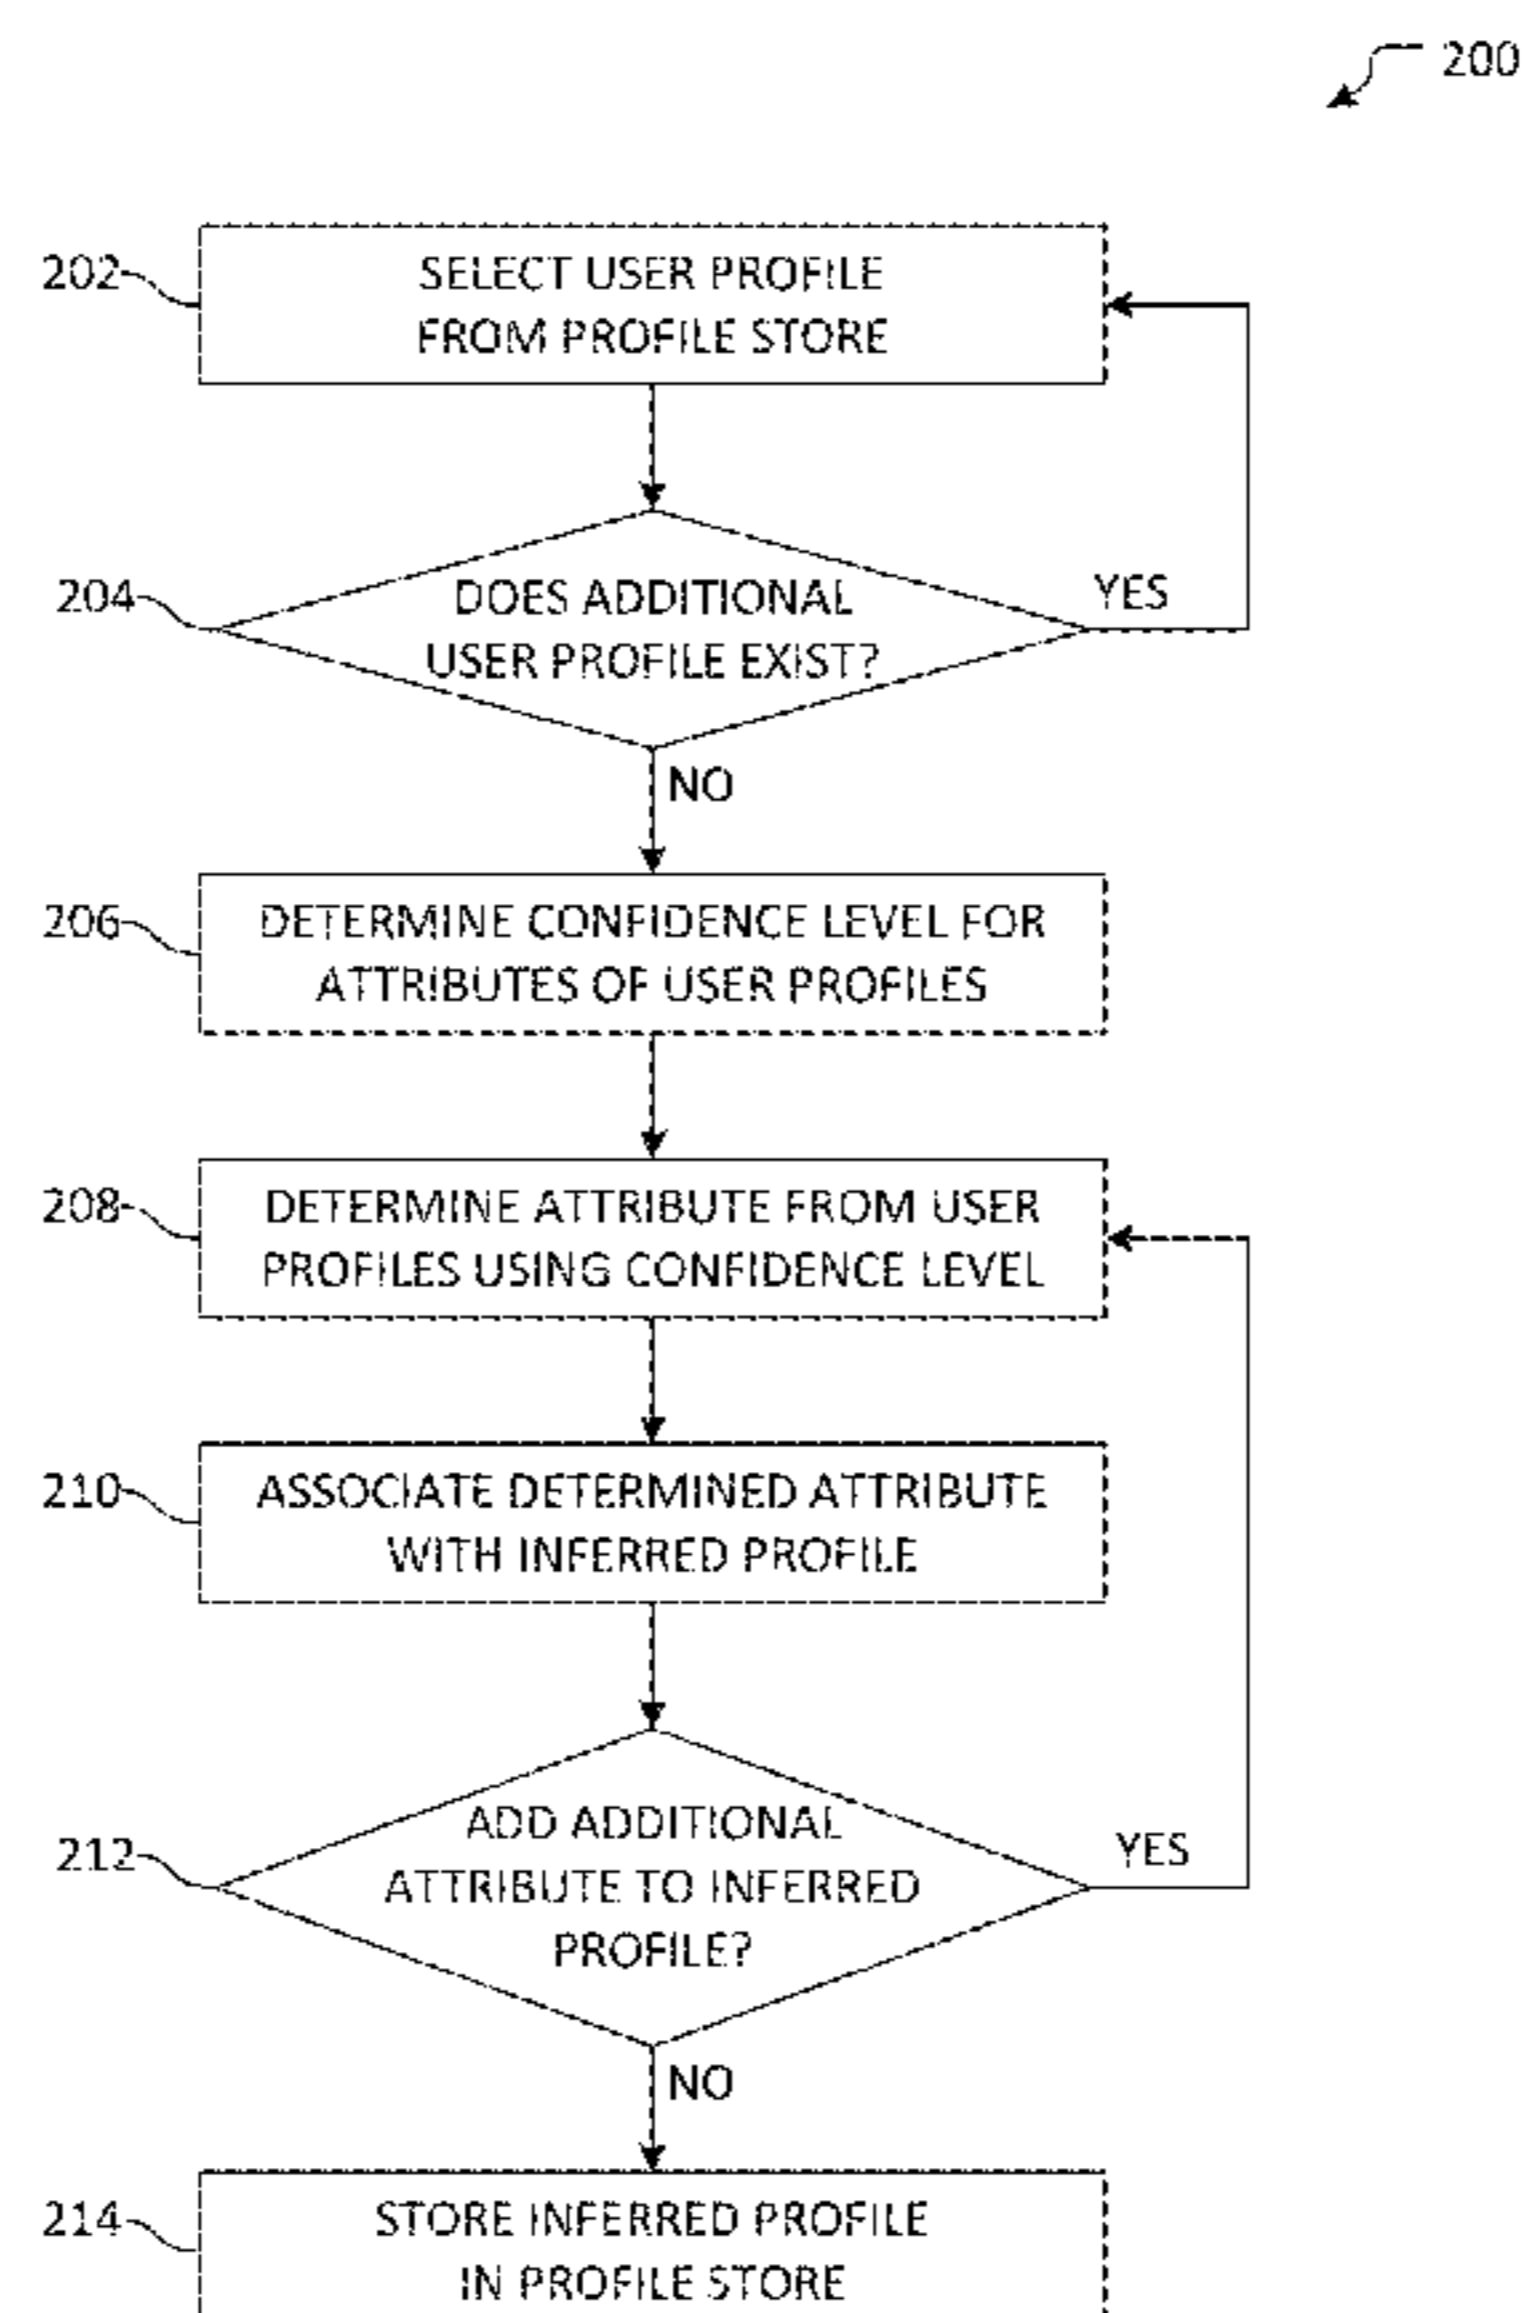 200
202
SELECT USER PROFILE
FROM PROFILE STORE
204
DOES ADDITIONAL
USER PROFILE EXIST?
YES
NO
206
DETERMINE CONFIDENCE LEVEL FOR
ATTRIBUTES OF USER PROFILES
208
DETERMINE ATTRIBUTE FROM USER
PROFILES USING CONFIDENCE LEVEL
210
ASSOCIATE DETERMINED ATTRIBUTE
WITH INFERRED PROFILE
212
ADD ADDITIONAL
ATTRIBUTE TO INFERRED
PROFILE?
YES
NO
214
STORE INFERRED PROFILE
IN PROFILE STORE